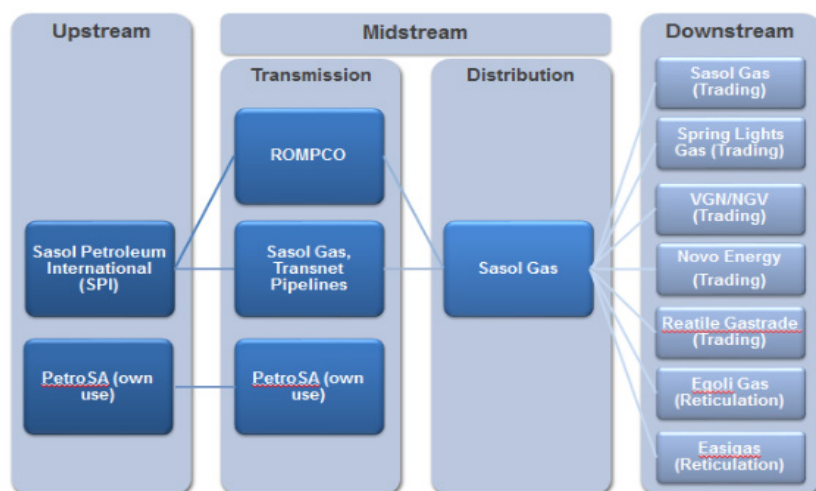 Upstream
Midstream
Downstream
Transmission
Distribution
Sasol Petroleum
International
(SPI)
PetroSA (own
use)
ROMPCO
Sasol Gas,
Transnet
Pipelines
PetroSA (own
use)
Sasol Gas
Sasol Gas
(Trading)
Spring Lights
Gas (Trading)
VGN/NGV
(Trading)
Novo Energy
(Trading)
Reatile Gastrade
(Trading)
Egoli Gas
(Reticulation)
Easigas
(Reticulation)